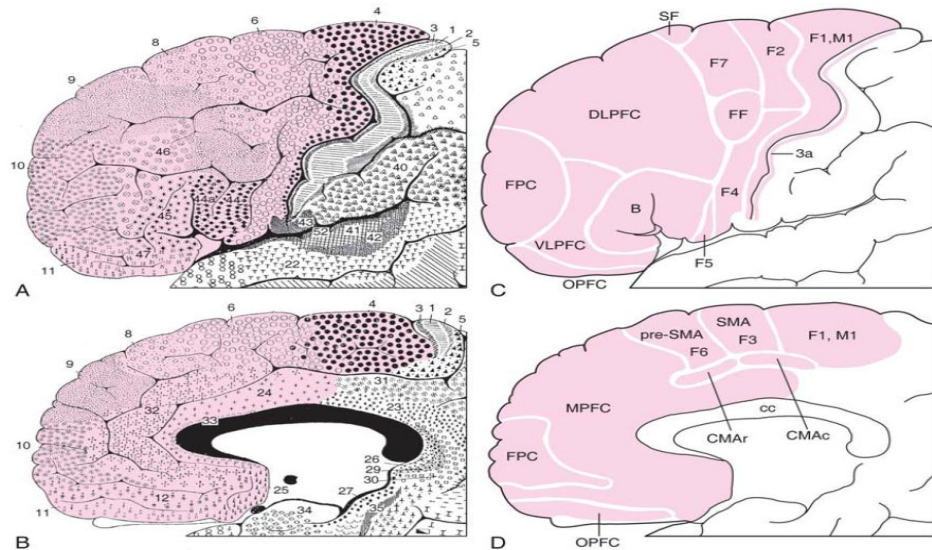 4
6
3
1
8
2
5
9
46
10
40
44a
44
45
43
41
42
47
11
22
A
SF
F1, M1
F2
F7
DLPFC
FF
3a
FPC
F4
B
VLPFC
F5
OPFC
C
4
6
3
1
8
2
5
9
31
24
23
32
33
10
26
29
30
12
25
27
11
34
35
B
SMA
pre-SMA
F1, M1
F3
F6
MPFC
cc
CMAr
CMAc
FPC
OPFC
D